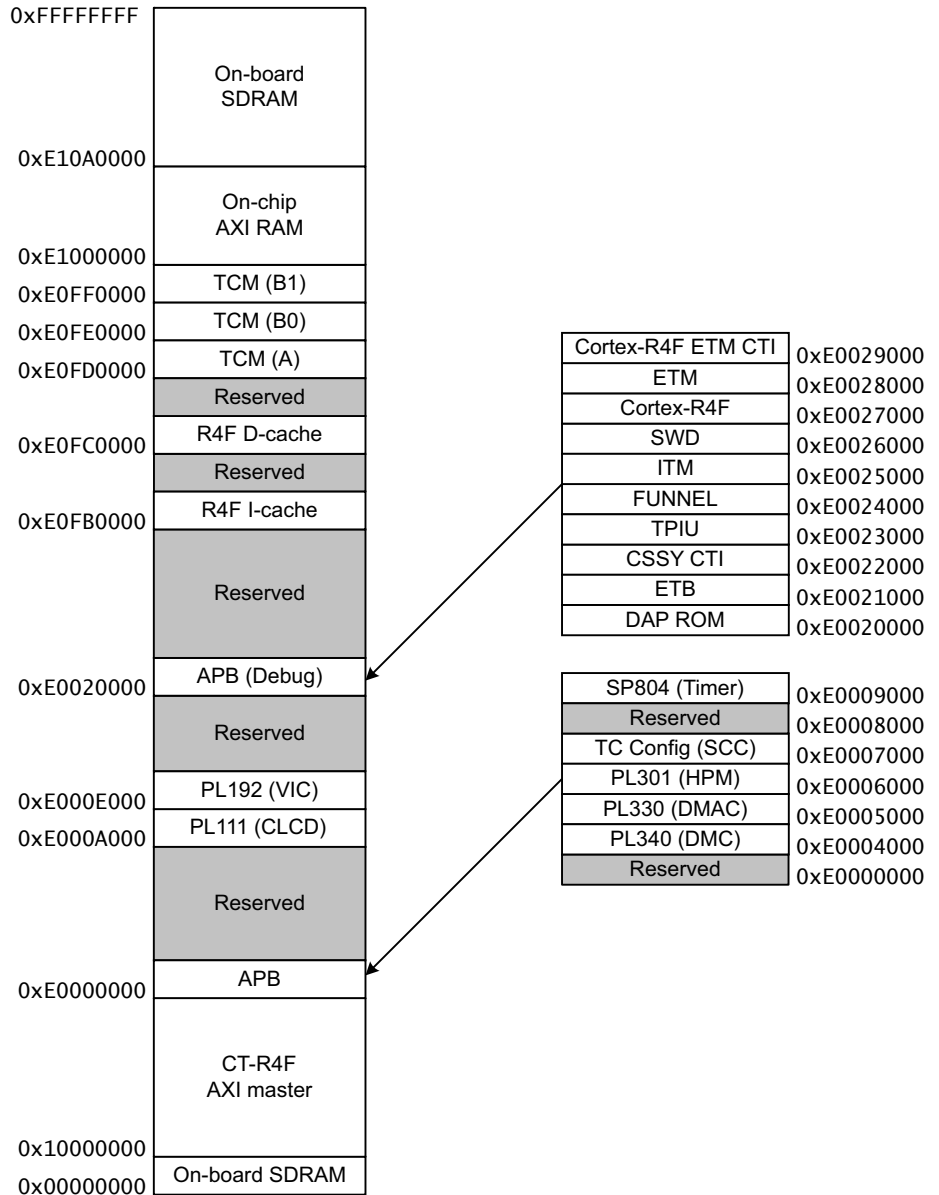 0xFFFFFFFF
On-board
SDRAM
0xE10A0000
On-chip
AXI RAM
0xE1000000
TCM (B1)
0xE0FF0000
TCM (B0)
0xE0FE0000
TCM (A)
0xE0FD0000
Reserved
R4F D-cache
0xE0FC0000
Reserved
R4F I-cache
0xE0FB0000
Reserved
APB (Debug)
0xE0020000
Reserved
PL192 (VIC)
0xE000E000
PL111 (CLCD)
0xE000A000
Reserved
APB
0xE0000000
CT-R4F
AXI master
0x10000000
On-board SDRAM
0x00000000
Cortex-R4F ETM CTI
0xE0029000
ETM
0xE0028000
Cortex-R4F
0xE0027000
SWD
0xE0026000
ITM
0xE0025000
FUNNEL
0xE0024000
TPIU
0xE0023000
CSSY CTI
0xE0022000
ETB
0xE0021000
DAP ROM
0xE0020000
SP804 (Timer)
0xE0009000
Reserved
0xE0008000
TC Config (SCC)
0xE0007000
PL301 (HPM)
0xE0006000
PL330 (DMAC)
0xE0005000
PL340 (DMC)
0xE0004000
Reserved
0xE0000000